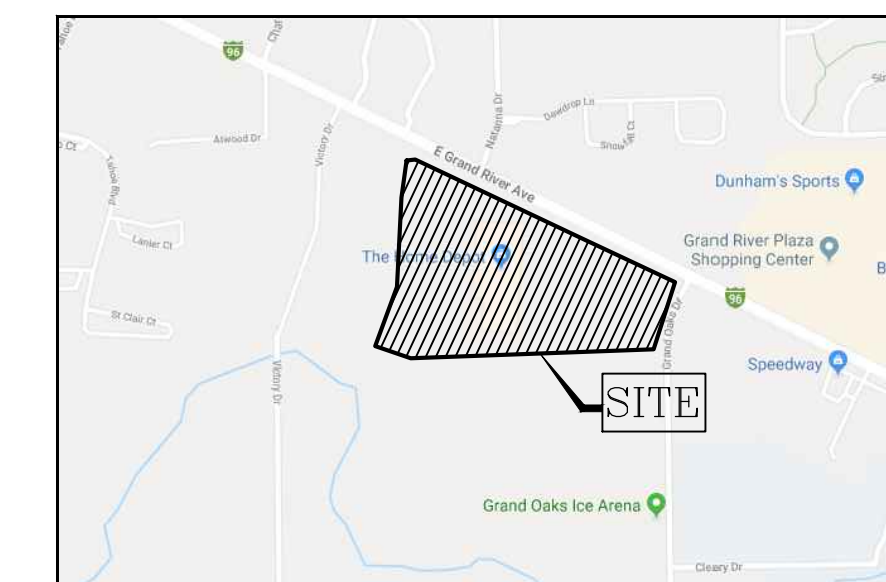 96
Atwood Dr
Victory Dr
Natanna Dr
Dewdrop Ln
E Grand River Ave
Dunham's Sports
Tahoe Blvd
Lanier Ct
St Clair Ct
The Home Depot
Grand River Plaza
Shopping Center
B
96
Grand Oaks Dr
Speedway
Victory Dr
SITE
Grand Oaks Ice Arena
Cleary Dr